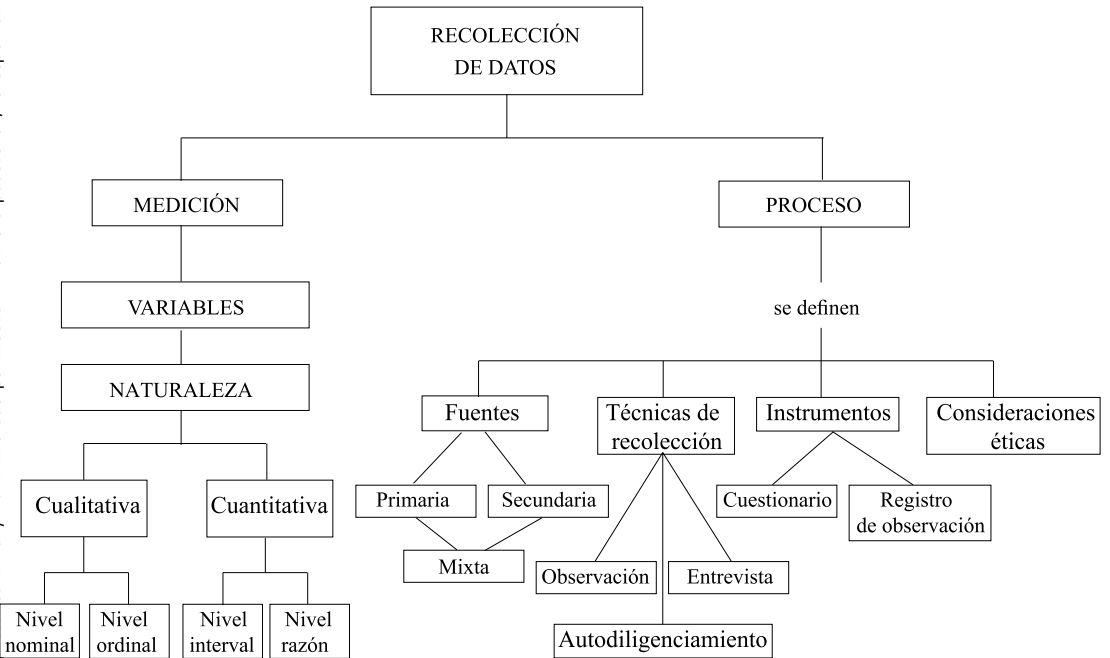 RECOLECCIÓN
DE DATOS
MEDICIÓN
PROCESO
VARIABLES
se definen
NATURALEZA
Fuentes
Técnicas de
recolección
Instrumentos
Consideraciones
éticas
Cualitativa
Cuantitativa
Primaria
Secundaria
Cuestionario
Registro
de observación
Mixta
Observación
Entrevista
Nivel
nominal
Nivel
ordinal
Nivel
interval
Nivel
razón
Autodiligenciamiento